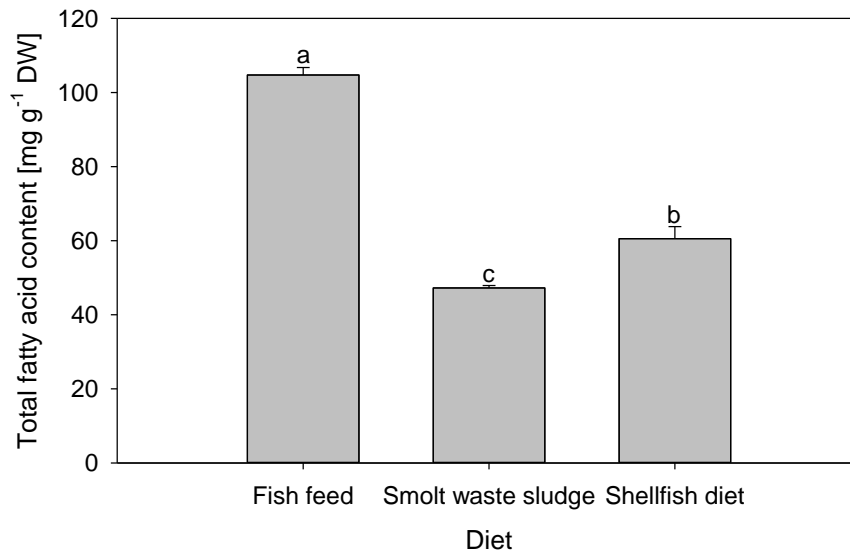 Total fatty acid content [mg g⁻¹ DW]
120
100
80
60
40
20
0
a
c
b
Fish feed
Smolt waste sludge
Shellfish diet
Diet